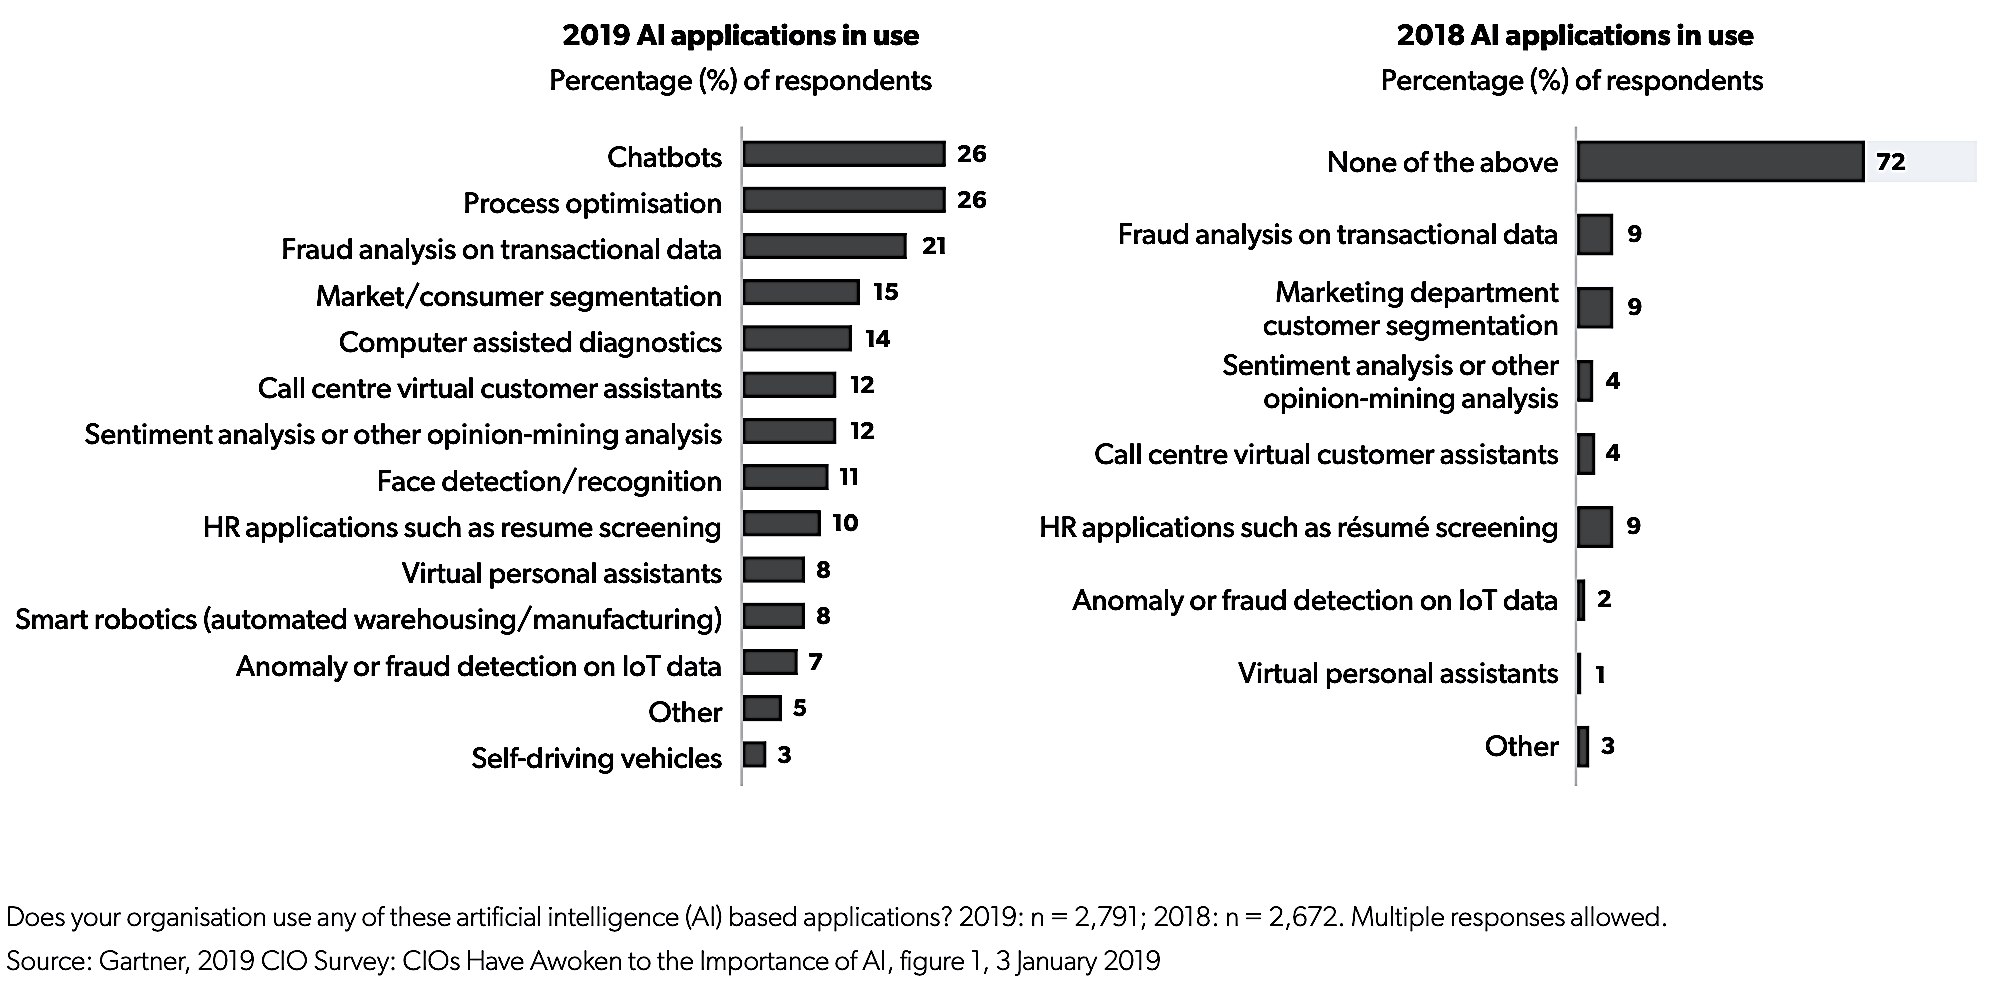 2019 AI applications in use
Percentage (%) of respondents
Chatbots 26
Process optimisation 26
Fraud analysis on transactional data 21
Market/consumer segmentation 15
Computer assisted diagnostics 14
Call centre virtual customer assistants 12
Sentiment analysis or other opinion-mining analysis 12
Face detection/recognition 11
HR applications such as resume screening 10
Virtual personal assistants 8
Smart robotics (automated warehousing/manufacturing) 8
Anomaly or fraud detection on IoT data 7
Other 5
Self-driving vehicles 3
2018 AI applications in use
Percentage (%) of respondents
None of the above 72
Fraud analysis on transactional data 9
Marketing department
customer segmentation 9
Sentiment analysis or other
opinion-mining analysis 4
Call centre virtual customer assistants 4
HR applications such as résumé screening 9
Anomaly or fraud detection on IoT data 2
Virtual personal assistants 1
Other 3
Does your organisation use any of these artificial intelligence (AI) based applications? 2019: n = 2,791; 2018: n = 2,672. Multiple responses allowed.
Source: Gartner, 2019 CIO Survey: CIOs Have Awoken to the Importance of AI, figure 1, 3 January 2019